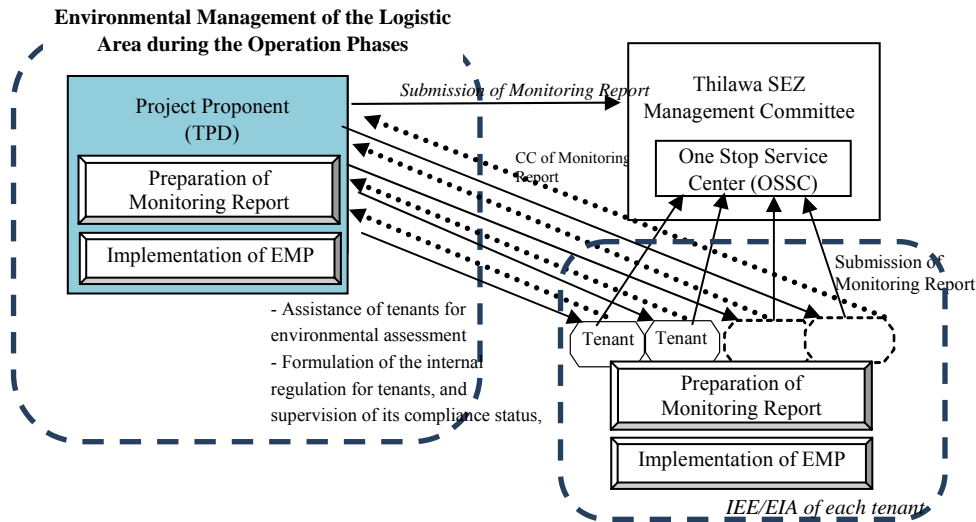 Environmental Management of the Logistic
Area during the Operation Phases
Project Proponent
(TPD)
Preparation of
Monitoring Report
Implementation of EMP
Submission of Monitoring Report
Thilawa SEZ
Management Committee
One Stop Service
Center (OSSC)
CC of Monitoring
Report
Submission of
Monitoring Report
- Assistance of tenants for
environmental assessment
- Formulation of the internal
regulation for tenants, and
supervision of its compliance status,
Tenant
Tenant
Preparation of
Monitoring Report
Implementation of EMP
IEE/EIA of each tenant